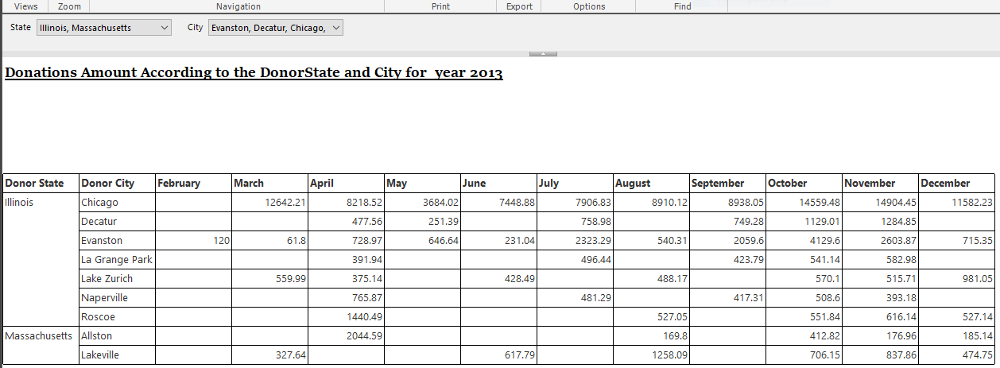 Views Zoom Navigation Print Export Options Find
State Illinois, Massachusetts City Evanston, Decatur, Chicago,
Donations Amount According to the DonorState and City for  year 2013
Donor State Donor City February March April May June July August September October November December
Illinois Chicago 12642.21 8218.52 3684.02 7448.88 7906.83 8910.12 8938.05 14559.48 14904.45 11582.23
Decatur 477.56 251.39 758.98 749.28 1129.01 1284.85
Evanston 120 61.8 728.97 646.64 231.04 2323.29 540.31 2059.6 4129.6 2603.87 715.35
La Grange Park 391.94 496.44 423.79 541.14 582.98
Lake Zurich 559.99 375.14 428.49 488.17 570.1 515.71 981.05
Naperville 765.87 481.29 417.31 508.6 393.18
Roscoe 1440.49 527.05 551.84 616.14 527.14
Massachusetts Allston 2044.59 169.8 412.82 176.96 185.14
Lakeville 327.64 617.79 1258.09 706.15 837.86 474.75